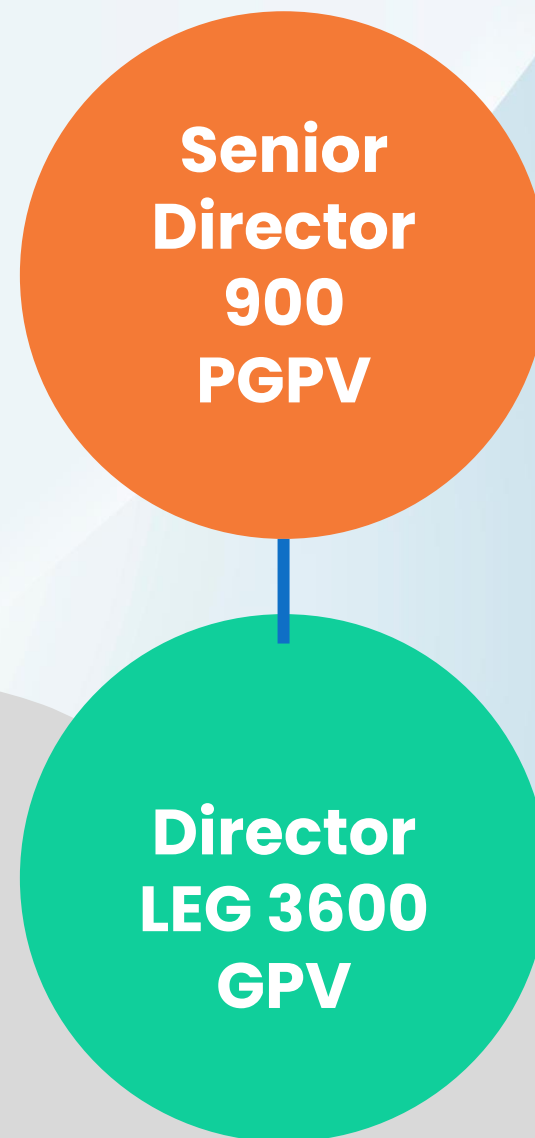 Senior
Director
900
PGPV
Director
LEG 3600
GPV